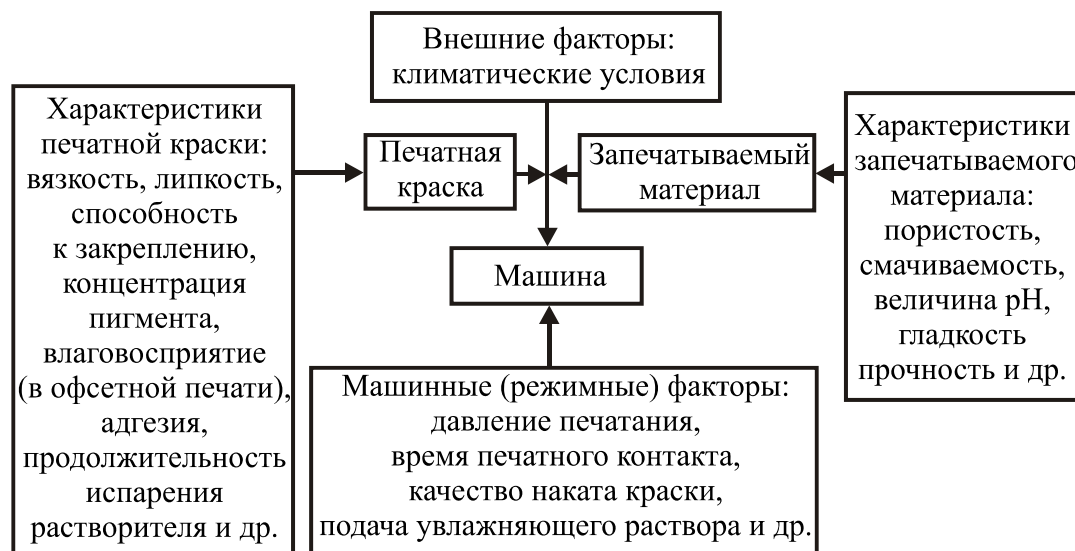 Внешние факторы:
климатические условия
Характеристики
печатной краски:
вязкость, липкость,
способность
к закреплению,
концентрация
пигмента,
влаговосприятие
(в офсетной печати),
адгезия,
продолжительность
испарения
растворителя и др.
Печатная
краска
Запечатываемый
материал
Характеристики
запечатываемого
материала:
пористость,
смачиваемость,
величина pH,
гладкость
прочность и др.
Машина
Машинные (режимные) факторы:
давление печатания,
время печатного контакта,
качество наката краски,
подача увлажняющего раствора и др.